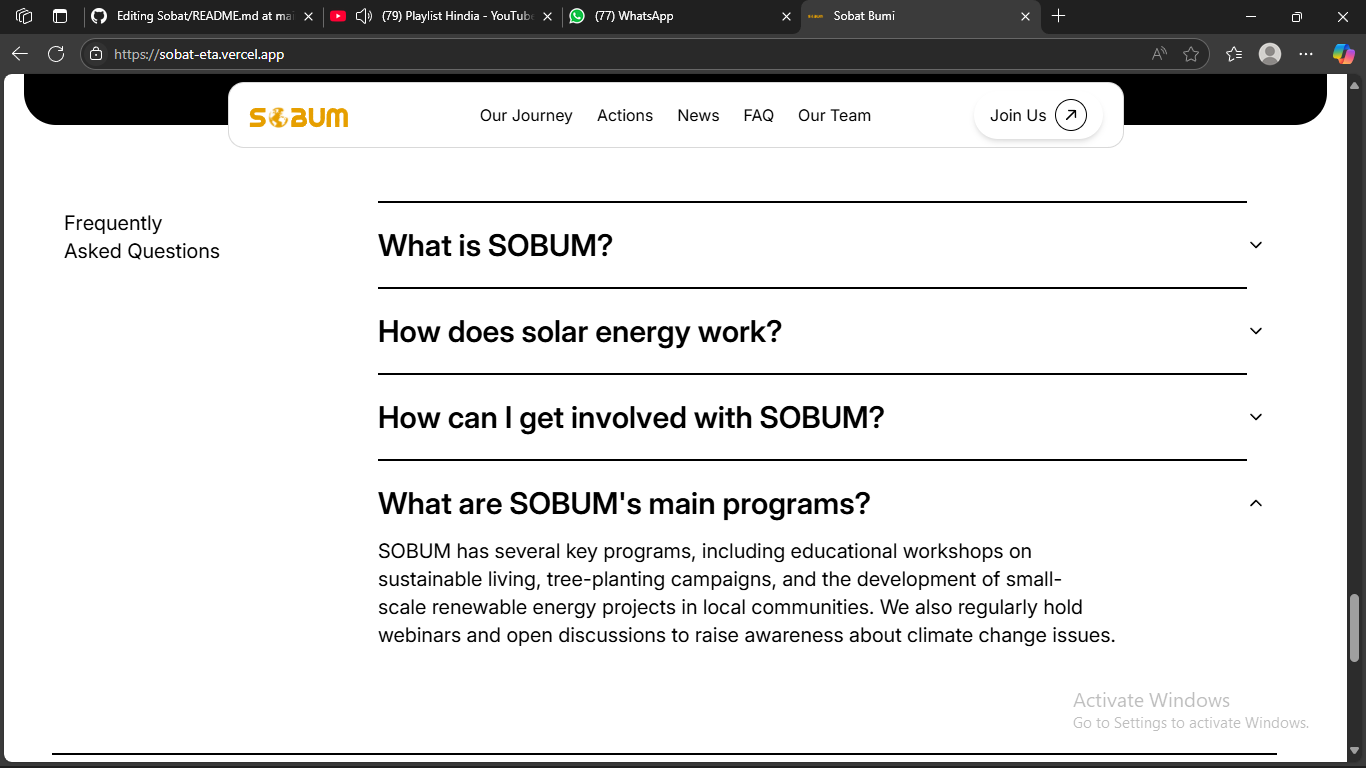 Editing Sobat/README.md at mai
(79) Playlist Hindia - YouTube
(77) WhatsApp
Sobat Bumi
https://sobat-eta.vercel.app
SOBUM
Our Journey
Actions
News
FAQ
Our Team
Join Us
Frequently
Asked Questions
What is SOBUM?
How does solar energy work?
How can I get involved with SOBUM?
What are SOBUM's main programs?
SOBUM has several key programs, including educational workshops on
sustainable living, tree-planting campaigns, and the development of small-
scale renewable energy projects in local communities. We also regularly hold
webinars and open discussions to raise awareness about climate change issues.
Activate Windows
Go to Settings to activate Windows.